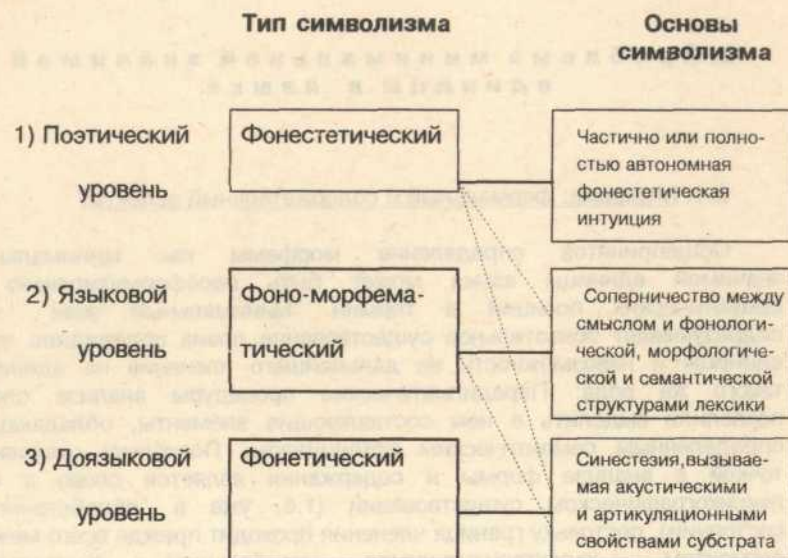 Тип символизма
Основы
символизма
1) Поэтический
уровень
Фонестетический
Частично или полно-
стью автономная
фонестетическая
интуиция
2) Языковой
уровень
Фоно-морфема-
тический
Соперничество между
смыслом и фонологи-
ческой, морфологиче-
ской и семантической
структурами лексики
3) Доязыковой
уровень
Фонетический
Синестезия, вызывае-
мая акустическими
и артикуляционными
свойствами субстрата